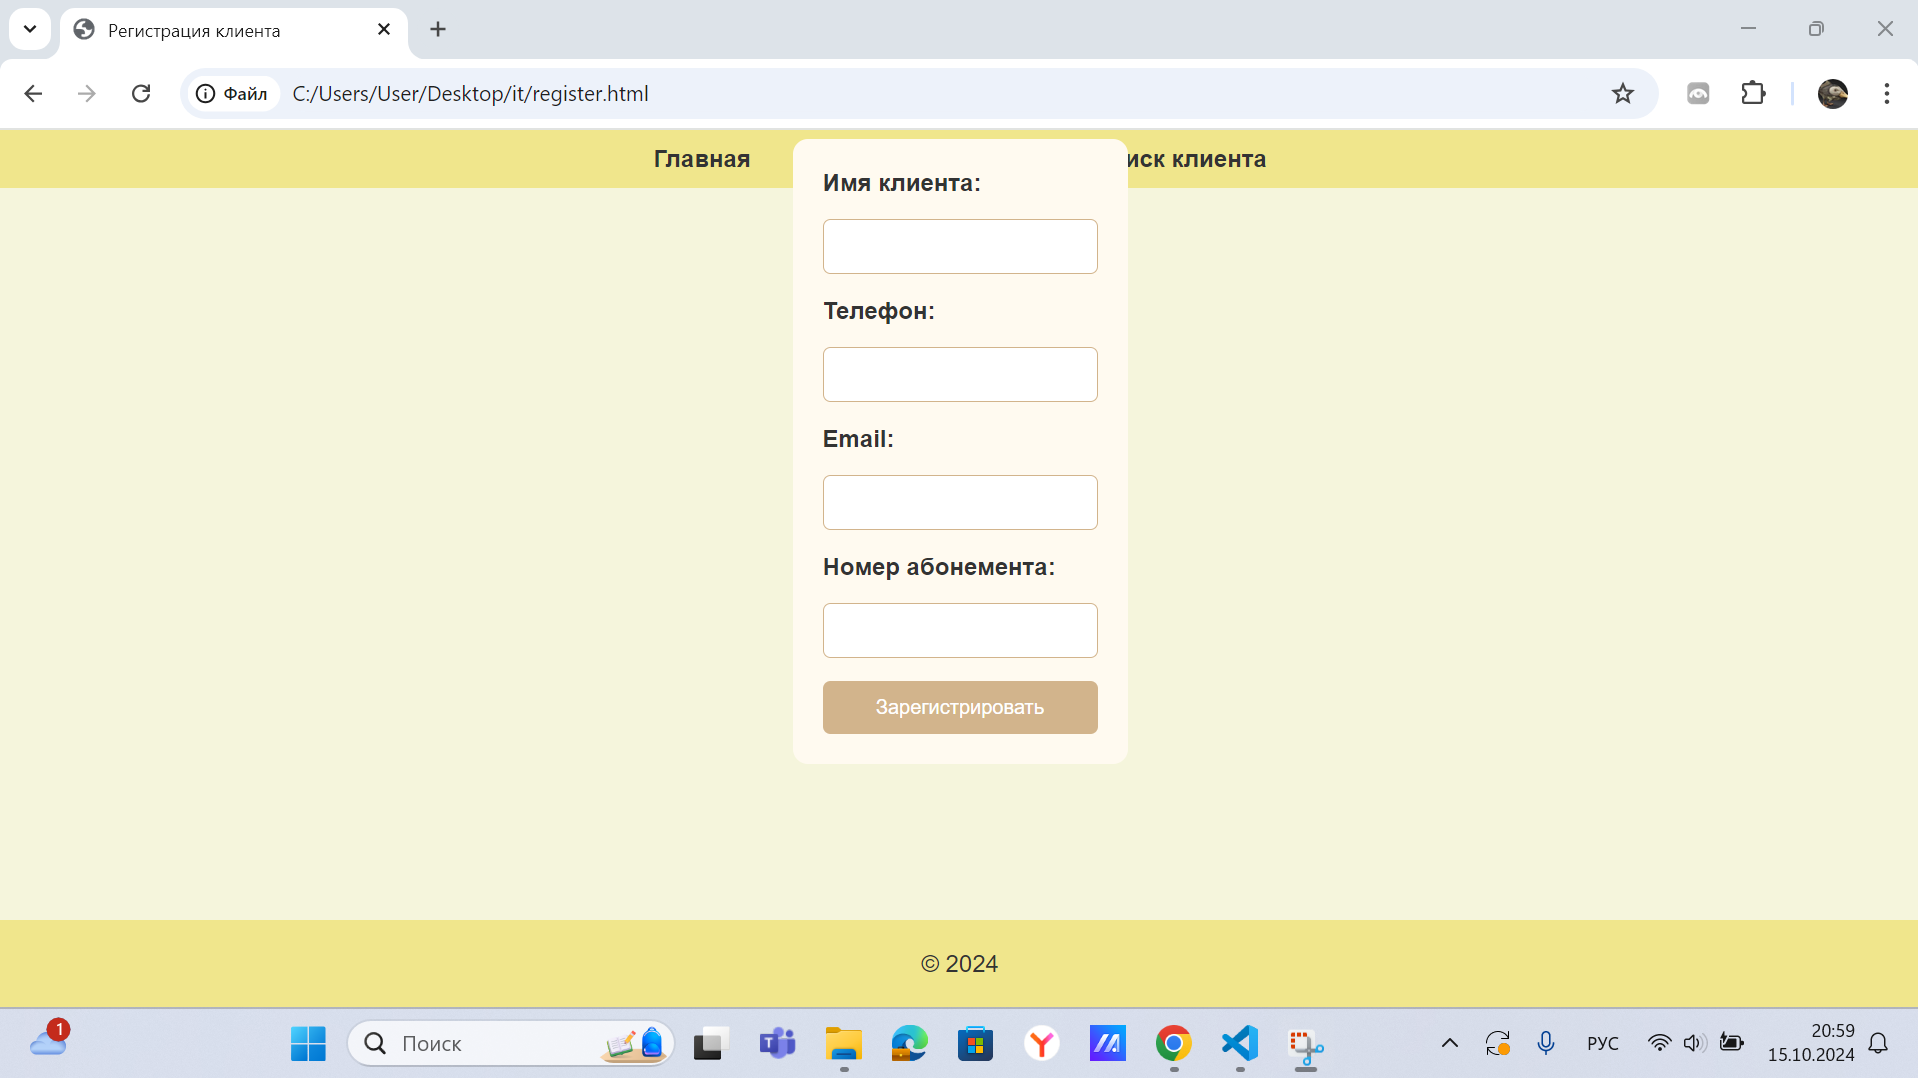 Регистрация клиента
Файл C:/Users/User/Desktop/it/register.html
Главная иск клиента
Имя клиента:
Телефон:
Email:
Номер абонемента:
Зарегистрировать
© 2024
1
Поиск
РУС
20:59
15.10.2024